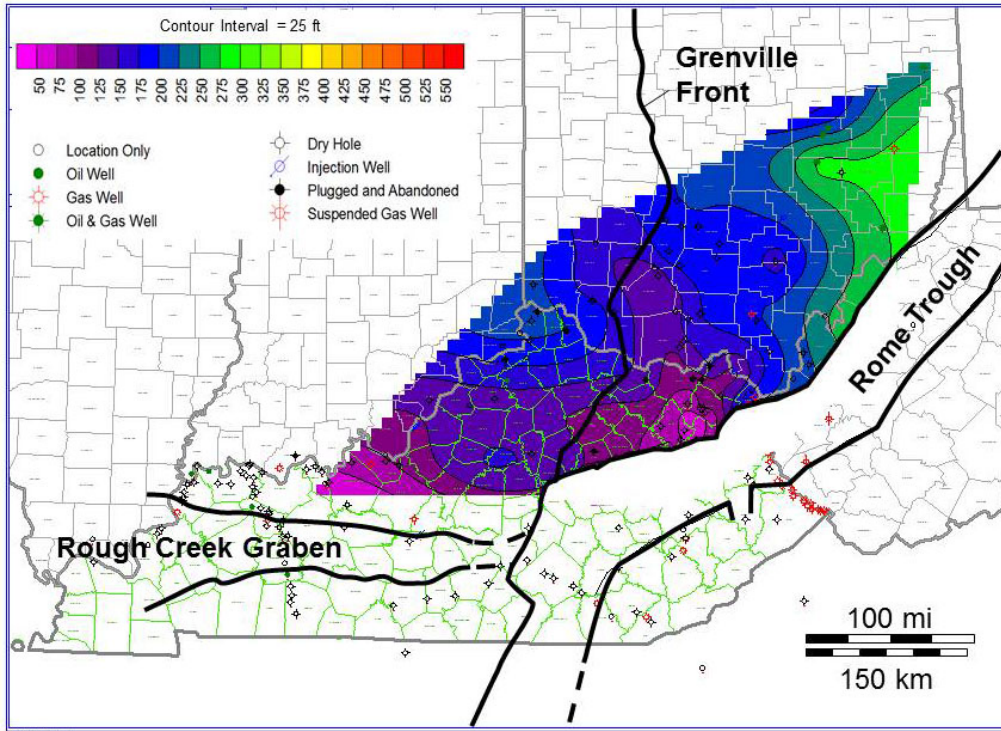 Contour Interval = 25 ft
50 75 100 125 150 175 200 225 250 275 300 325 350 375 400 425 450 475 500 525 550
Location Only
Oil Well
Gas Well
Oil & Gas Well
Dry Hole
Injection Well
Plugged and Abandoned
Suspended Gas Well
Grenville
Front
Rome Trough
Rough Creek Graben
100 mi
150 km